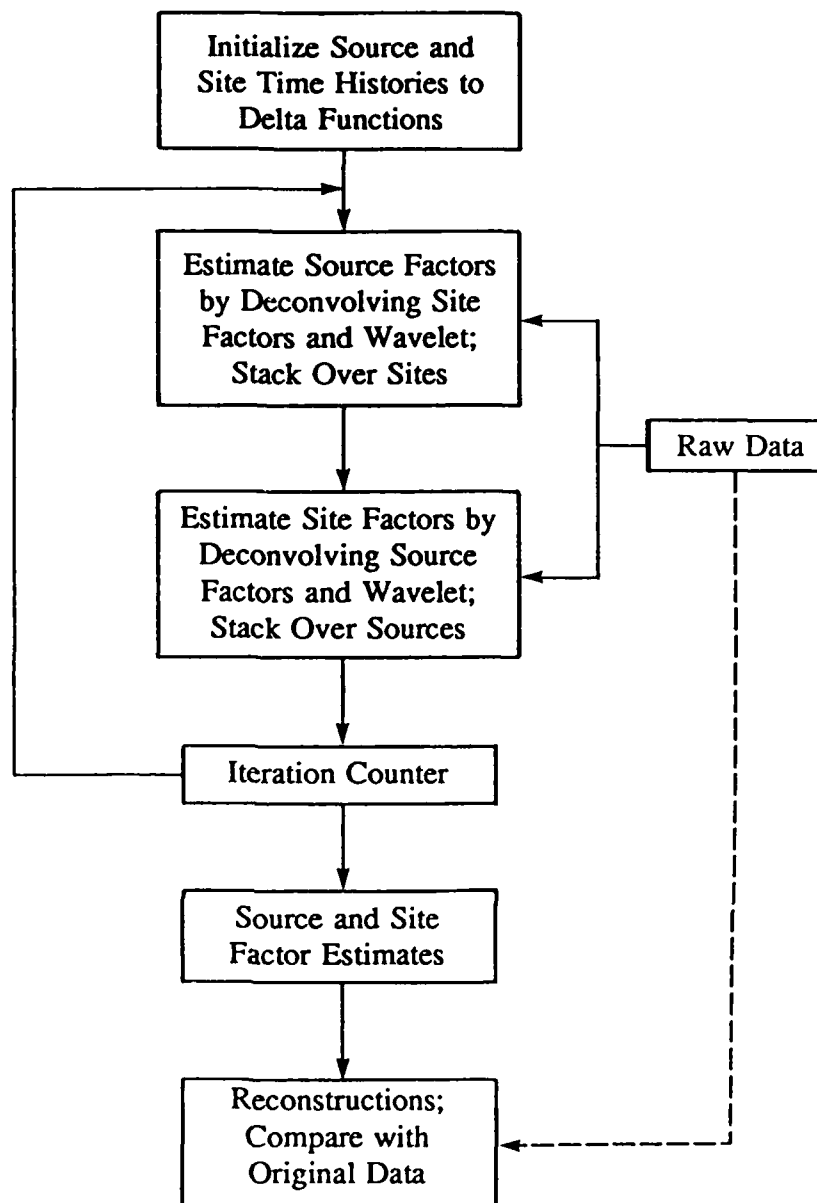 Initialize Source and
Site Time Histories to
Delta Functions
Estimate Source Factors
by Deconvolving Site
Factors and Wavelet;
Stack Over Sites
Raw Data
Estimate Site Factors by
Deconvolving Source
Factors and Wavelet;
Stack Over Sources
Iteration Counter
Source and Site
Factor Estimates
Reconstructions;
Compare with
Original Data